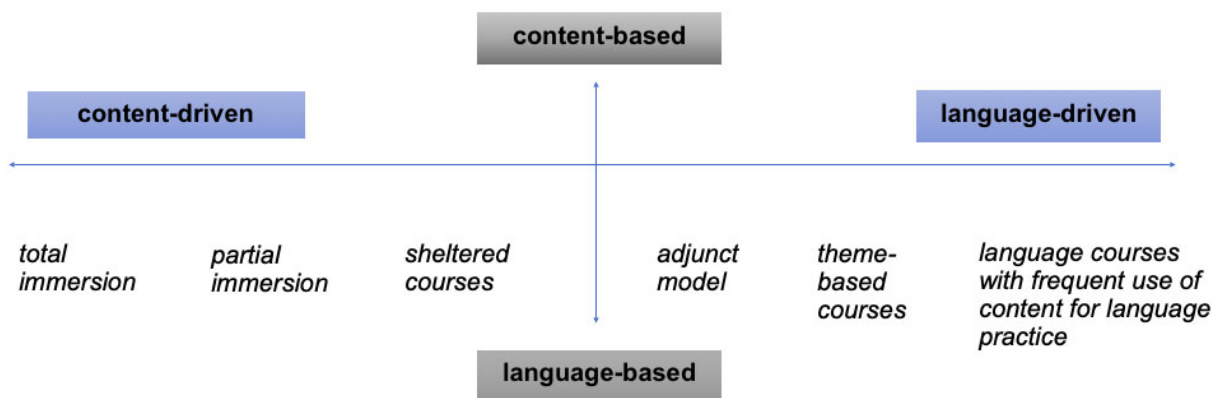 content-based
content-driven
language-driven
total
immersion
partial
immersion
sheltered
courses
adjunct
model
theme-
based
courses
language courses
with frequent use of
content for language
practice
language-based